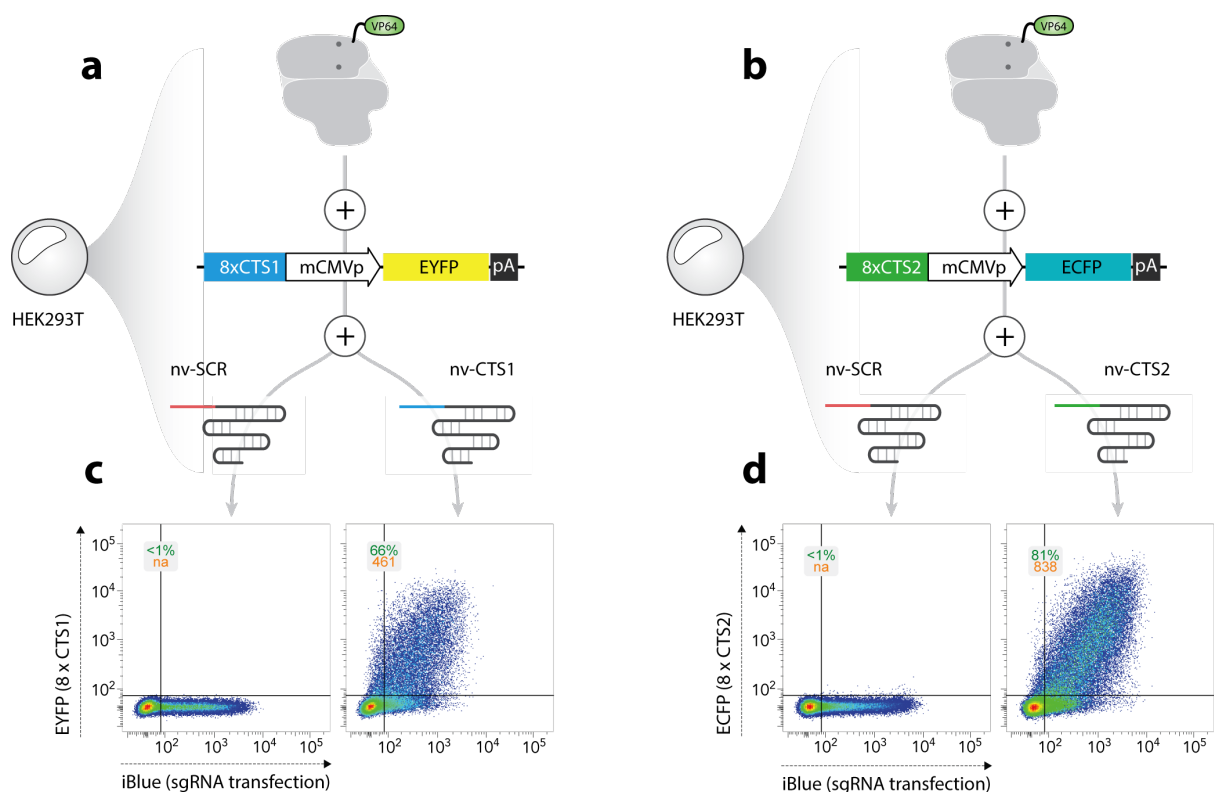 a
VP64
+
8xCTS1 mCMVp EYFP pA
HEK293T
+
nv-SCR
nv-CTS1
b
VP64
+
8xCTS2 mCMVp ECFP pA
HEK293T
+
nv-SCR
nv-CTS2
c
EYFP (8 x CTS1)
10⁵
10⁴
10³
10²
<1%
na
10² 10³ 10⁴ 10⁵
66%
461
10² 10³ 10⁴ 10⁵
iBlue (sgRNA transfection)
d
ECFP (8 x CTS2)
10⁵
10⁴
10³
10²
<1%
na
10² 10³ 10⁴ 10⁵
81%
838
10² 10³ 10⁴ 10⁵
iBlue (sgRNA transfection)